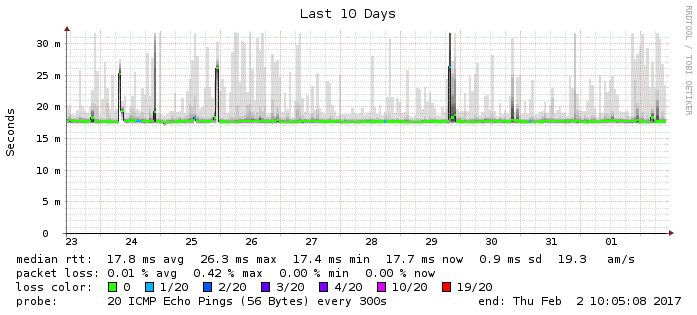 Last 10 Days
RRDTOOL / TOBI OETIKER
Seconds
30 m
25 m
20 m
15 m
10 m
5 m
0
23 24 25 26 27 28 29 30 31 01
median rtt: 17.8 ms avg 26.3 ms max 17.4 ms min 17.7 ms now 0.9 ms sd 19.3 am/s
packet loss: 0.01 % avg 0.42 % max 0.00 % min 0.00 % now
loss color: 0 1/20 2/20 3/20 4/20 10/20 19/20
probe: 20 ICMP Echo Pings (56 Bytes) every 300s end: Thu Feb 2 10:05:08 2017